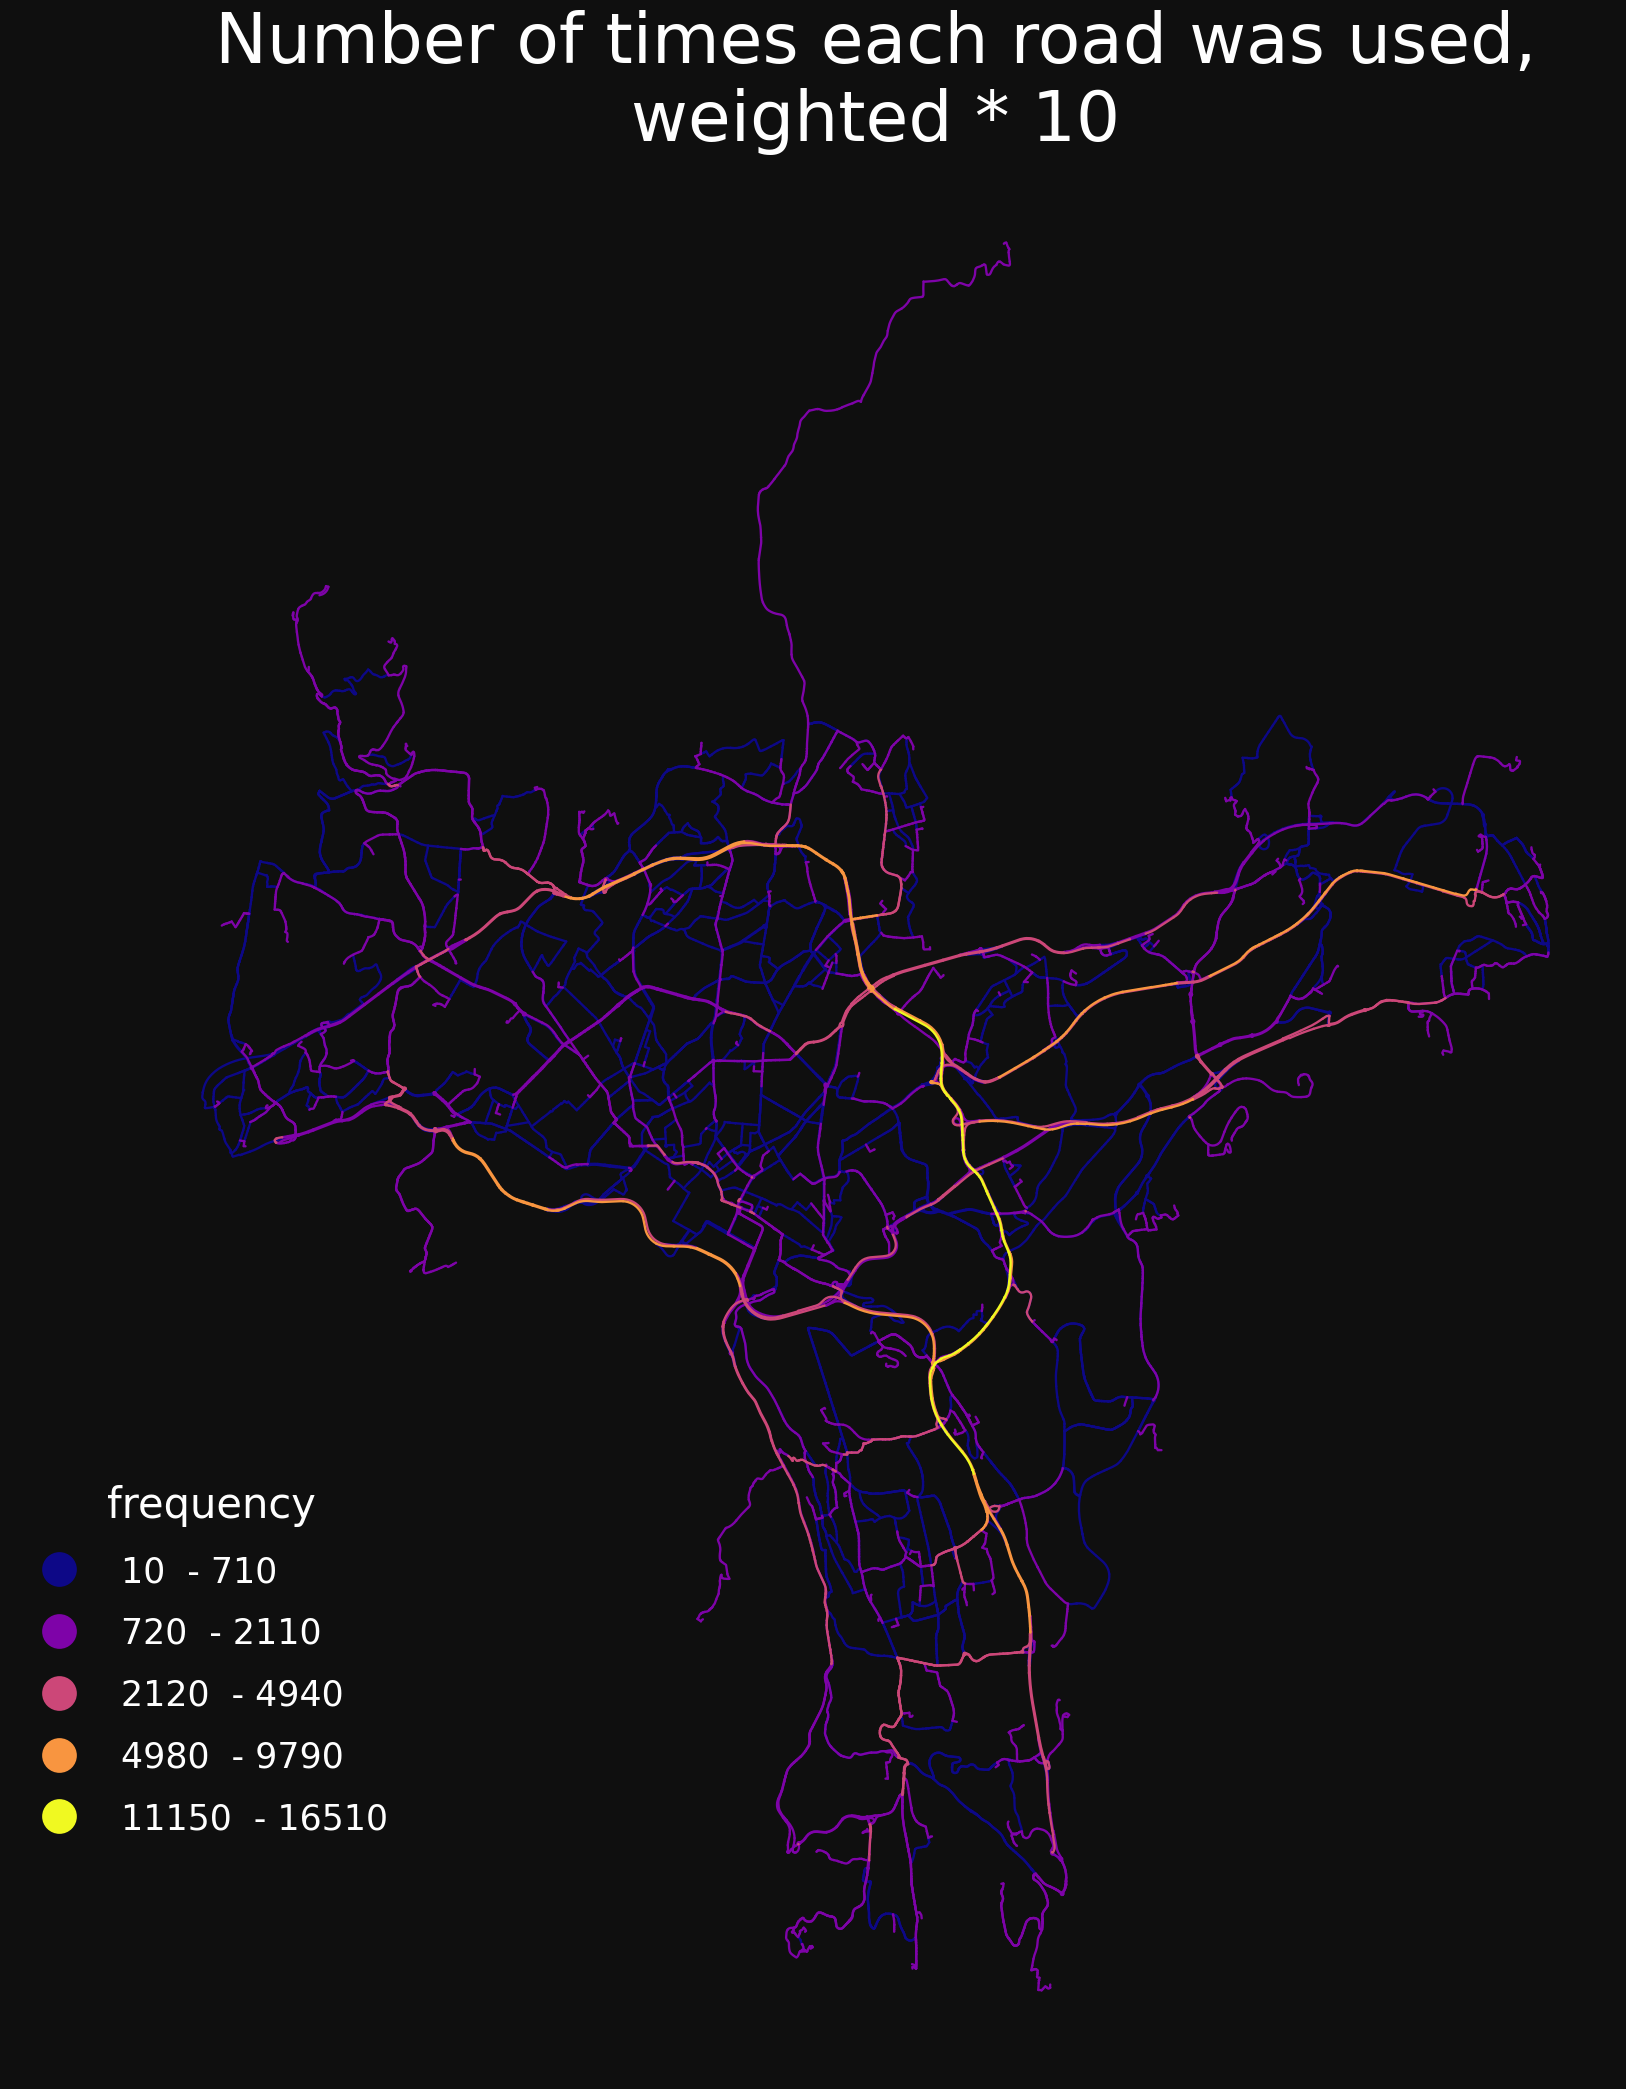 Number of times each road was used,
weighted * 10
frequency
10 - 710
720 - 2110
2120 - 4940
4980 - 9790
11150 - 16510